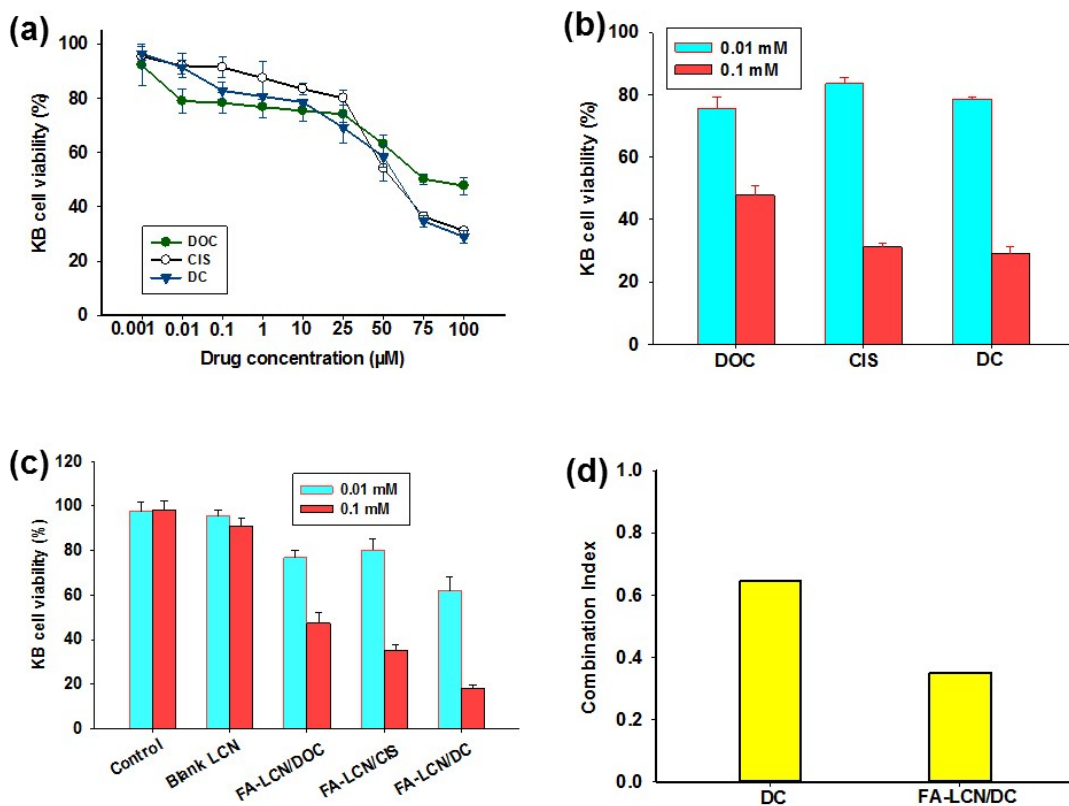 (a)
100
80
60
40
20
0
KB cell viability (%)
DOC
CIS
DC
0.001 0.01 0.1 1 10 25 50 75 100
Drug concentration (µM)
(b)
100
80
60
40
20
0
KB cell viability (%)
0.01 mM
0.1 mM
DOC CIS DC
(c)
120
100
80
60
40
20
0
KB cell viability (%)
0.01 mM
0.1 mM
Control
Blank LCN
FA-LCN/DOC
FA-LCN/CIS
FA-LCN/DC
(d)
1.0
0.8
0.6
0.4
0.2
0.0
Combination Index
DC FA-LCN/DC